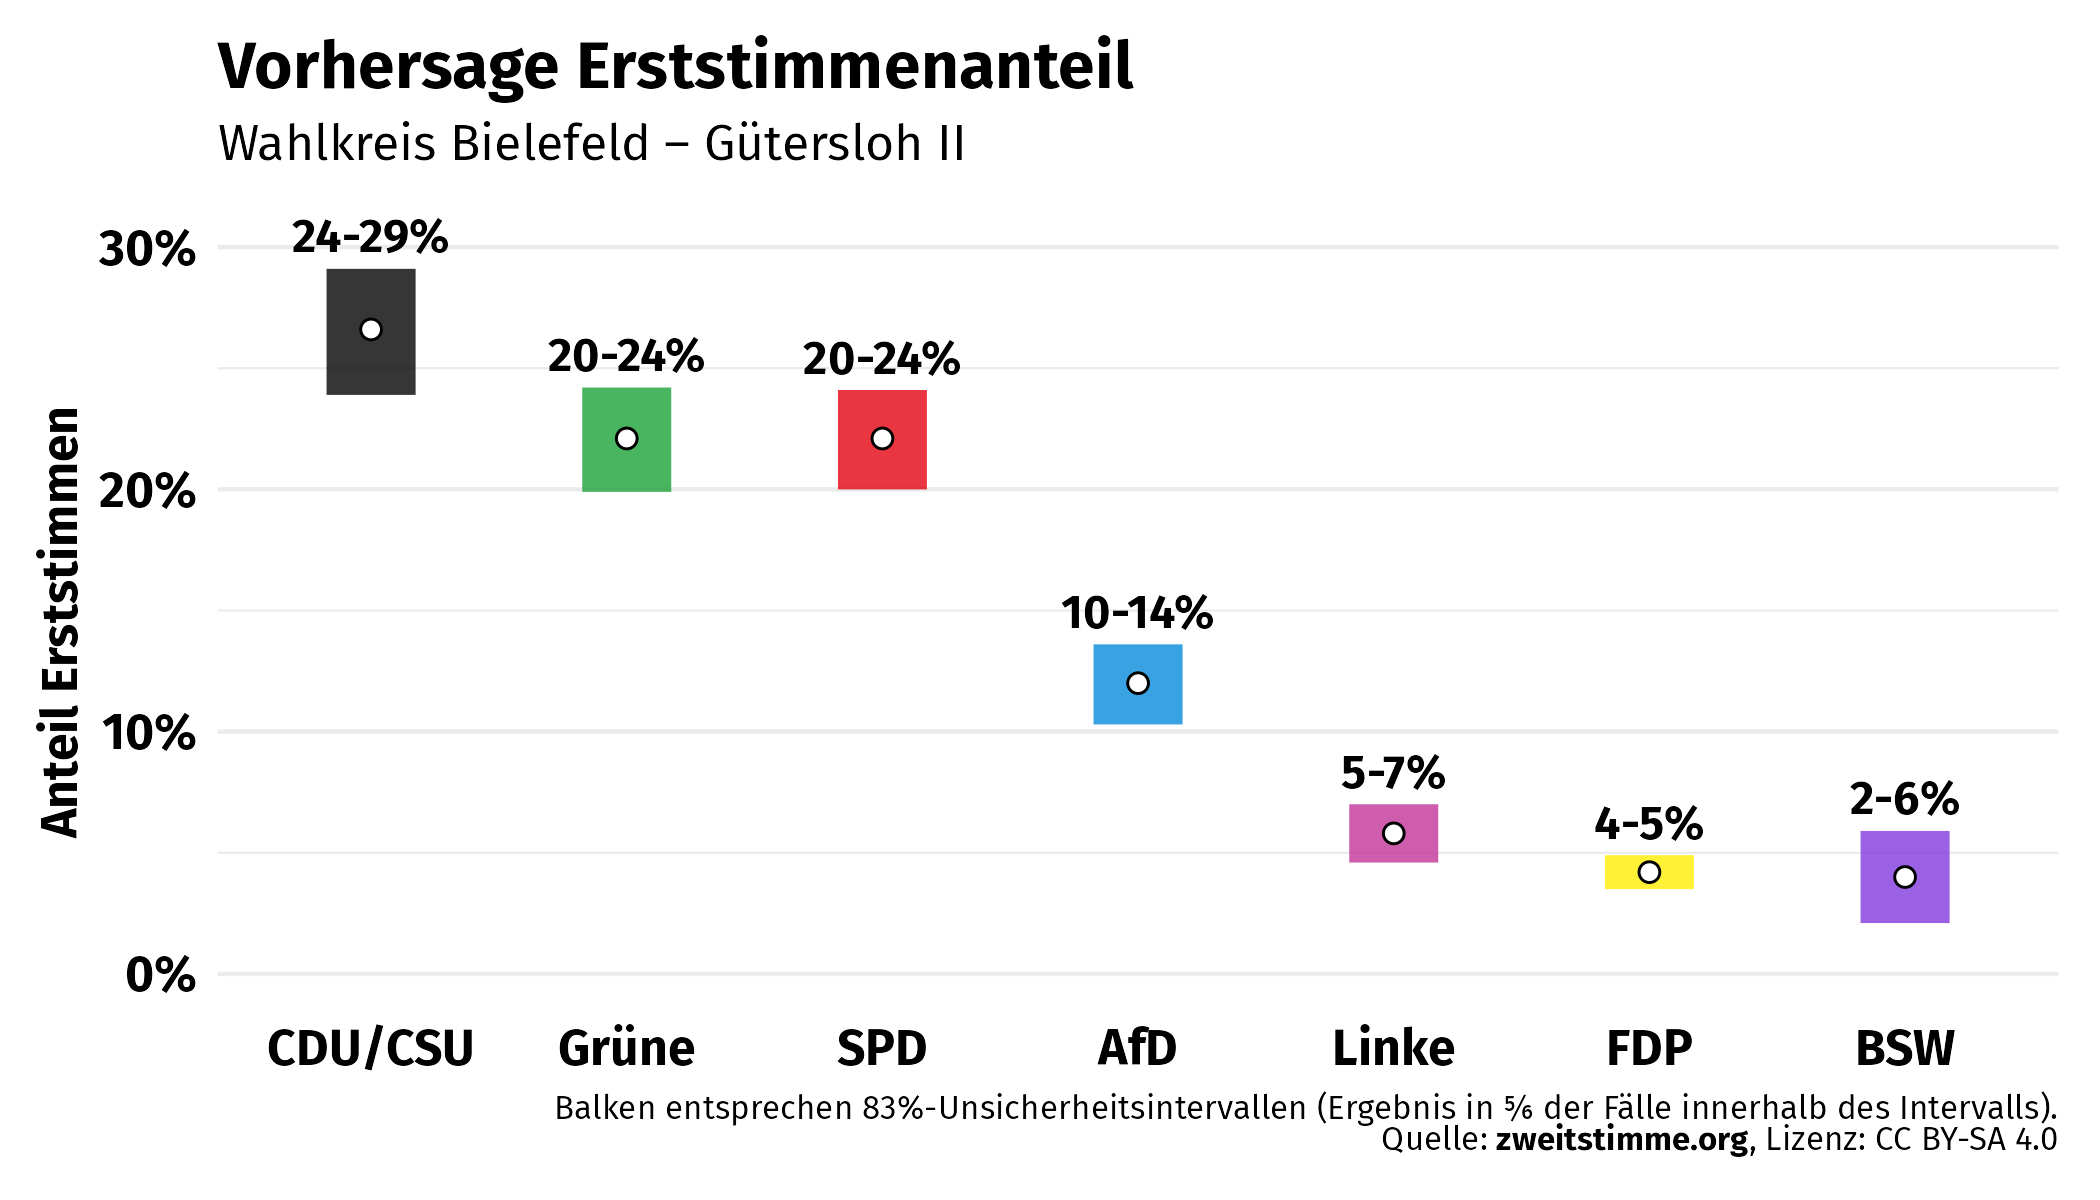 Vorhersage Erststimmenanteil
Wahlkreis Bielefeld – Gütersloh II
Anteil Erststimmen
30%
20%
10%
0%
24-29%
20-24%
20-24%
10-14%
5-7%
4-5%
2-6%
CDU/CSU Grüne SPD AfD Linke FDP BSW
Balken entsprechen 83%-Unsicherheitsintervallen (Ergebnis in ⅚ der Fälle innerhalb des Intervalls).
Quelle: zweitstimme.org, Lizenz: CC BY-SA 4.0